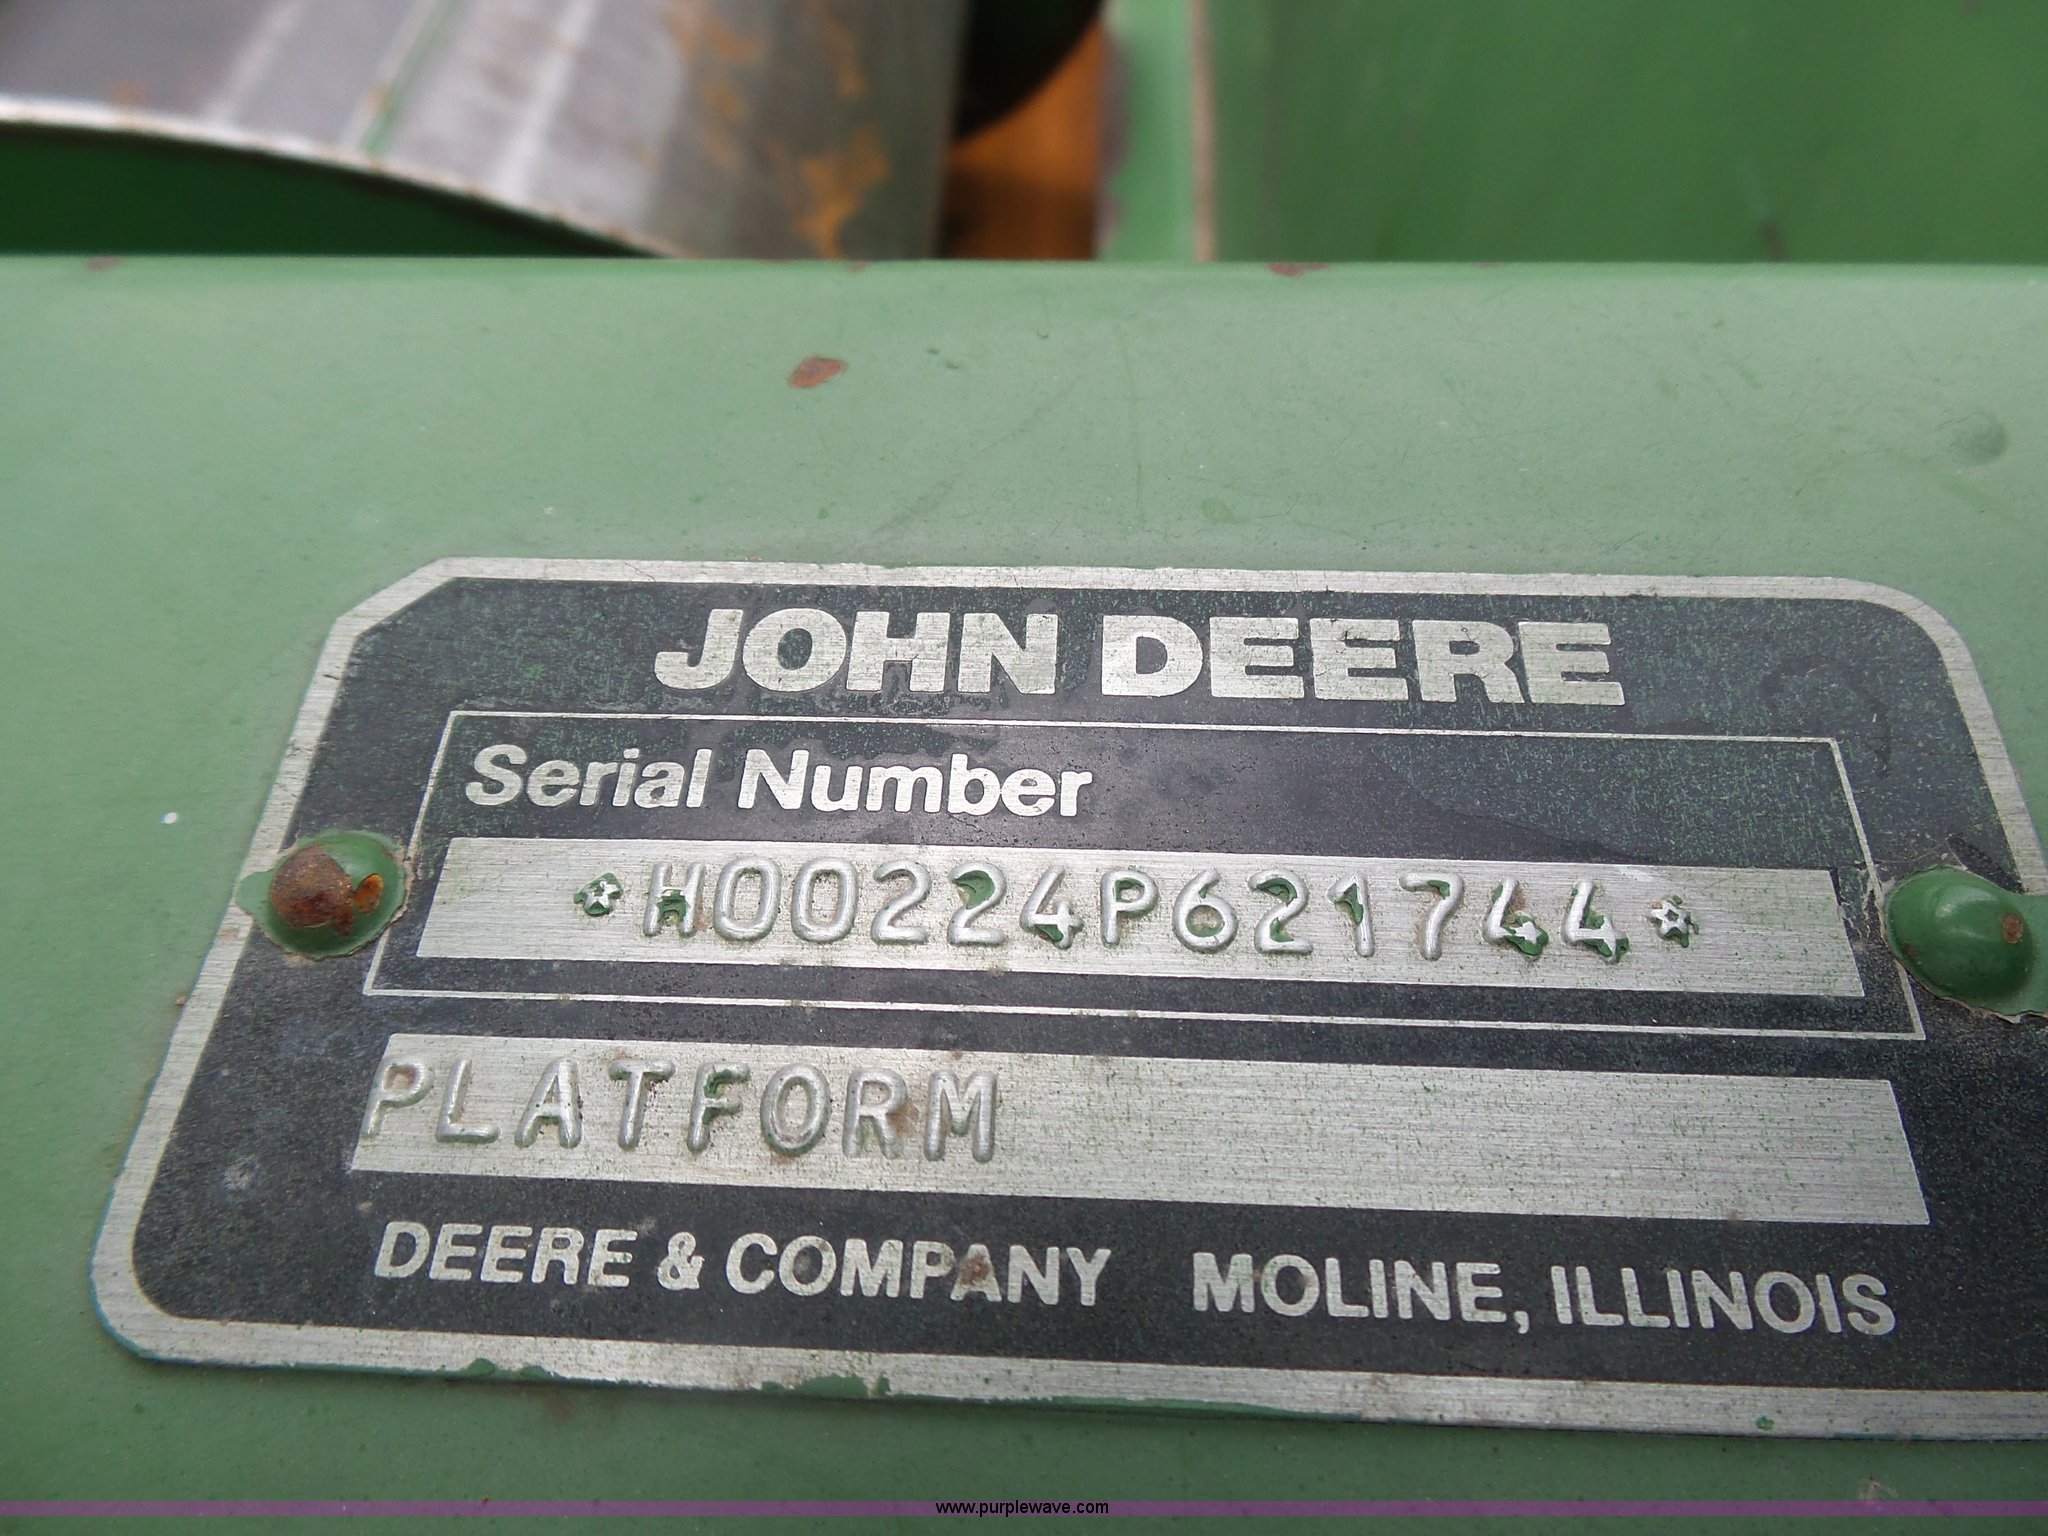 JOHN DEERE
Serial Number
*H00224P621744*
PLATFORM
DEERE & COMPANY MOLINE, ILLINOIS
www.purplewave.com